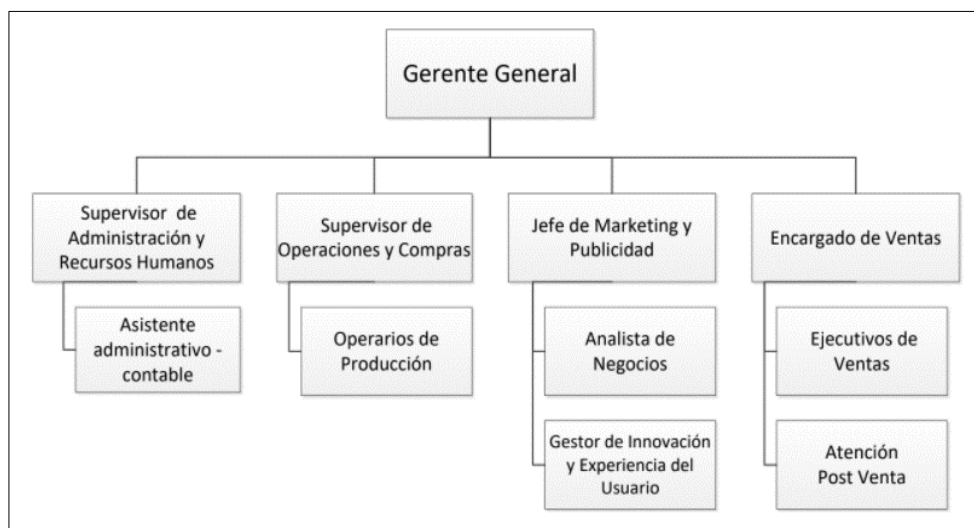 Gerente General
Supervisor de
Administración y
Recursos Humanos
Supervisor de
Operaciones y Compras
Jefe de Marketing y
Publicidad
Encargado de Ventas
Asistente
administrativo -
contable
Operarios de
Producción
Analista de
Negocios
Ejecutivos de
Ventas
Gestor de Innovación
y Experiencia del
Usuario
Atención
Post Venta